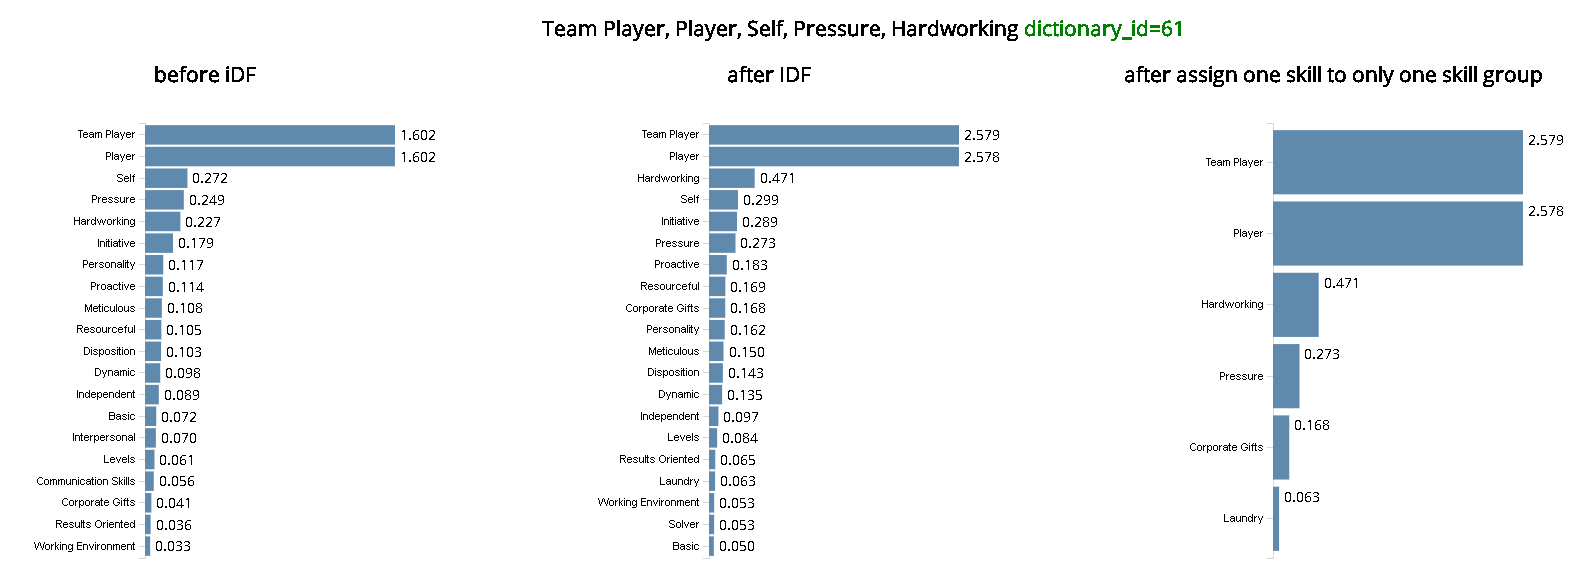 Team Player, Player, Self, Pressure, Hardworking dictionary_id=61
before iDF
Team Player 1.602
Player 1.602
Self 0.272
Pressure 0.249
Hardworking 0.227
Initiative 0.179
Personality 0.117
Proactive 0.114
Meticulous 0.108
Resourceful 0.105
Disposition 0.103
Dynamic 0.098
Independent 0.089
Basic 0.072
Interpersonal 0.070
Levels 0.061
Communication Skills 0.056
Corporate Gifts 0.041
Results Oriented 0.036
Working Environment 0.033
after IDF
Team Player 2.579
Player 2.578
Hardworking 0.471
Self 0.299
Initiative 0.289
Pressure 0.273
Proactive 0.183
Resourceful 0.169
Corporate Gifts 0.168
Personality 0.162
Meticulous 0.150
Disposition 0.143
Dynamic 0.135
Independent 0.097
Levels 0.084
Results Oriented 0.065
Laundry 0.063
Working Environment 0.053
Solver 0.053
Basic 0.050
after assign one skill to only one skill group
Team Player 2.579
Player 2.578
Hardworking 0.471
Pressure 0.273
Corporate Gifts 0.168
Laundry 0.063